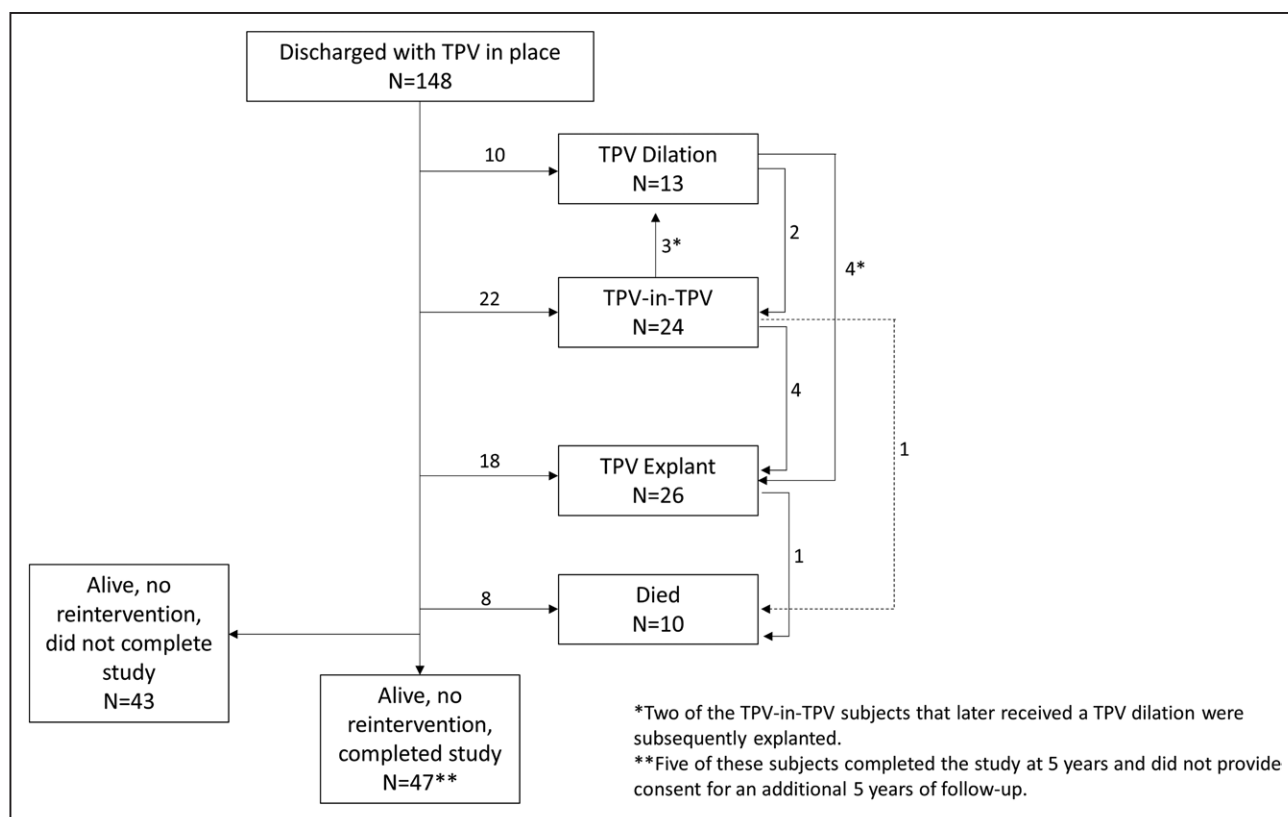 Discharged with TPV in place
N=148
10
TPV Dilation
N=13
2
3*
4*
22
TPV-in-TPV
N=24
4
1
18
TPV Explant
N=26
1
8
Died
N=10
Alive, no
reintervention,
did not complete
study
N=43
Alive, no
reintervention,
completed study
N=47**
*Two of the TPV-in-TPV subjects that later received a TPV dilation were
subsequently explanted.
**Five of these subjects completed the study at 5 years and did not provide
consent for an additional 5 years of follow-up.